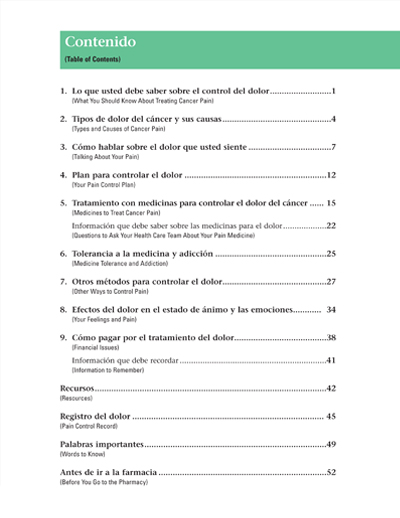 Contenido
(Table of Contents)
1. Lo que usted debe saber sobre el control del dolor..........................1
(What You Should Know About Treating Cancer Pain)
2. Tipos de dolor del cáncer y sus causas..............................................4
(Types and Causes of Cancer Pain)
3. Cómo hablar sobre el dolor que usted siente ...................................7
(Talking About Your Pain)
4. Plan para controlar el dolor ............................................................12
(Your Pain Control Plan)
5. Tratamiento con medicinas para controlar el dolor del cáncer ...... 15
(Medicines to Treat Cancer Pain)
Información que debe saber sobre las medicinas para el dolor...................22
(Questions to Ask Your Health Care Team About Your Pain Medicine)
6. Tolerancia a la medicina y adicción ...............................................25
(Medicine Tolerance and Addiction)
7. Otros métodos para controlar el dolor............................................27
(Other Ways to Control Pain)
8. Efectos del dolor en el estado de ánimo y las emociones............ 34
(Your Feelings and Pain)
9. Cómo pagar por el tratamiento del dolor.......................................38
(Financial Issues)
Información que debe recordar..............................................................41
(Information to Remember)
Recursos..................................................................................................42
(Resources)
Registro del dolor .................................................................................. 45
(Pain Control Record)
Palabras importantes..............................................................................49
(Words to Know)
Antes de ir a la farmacia ........................................................................52
(Before You Go to the Pharmacy)